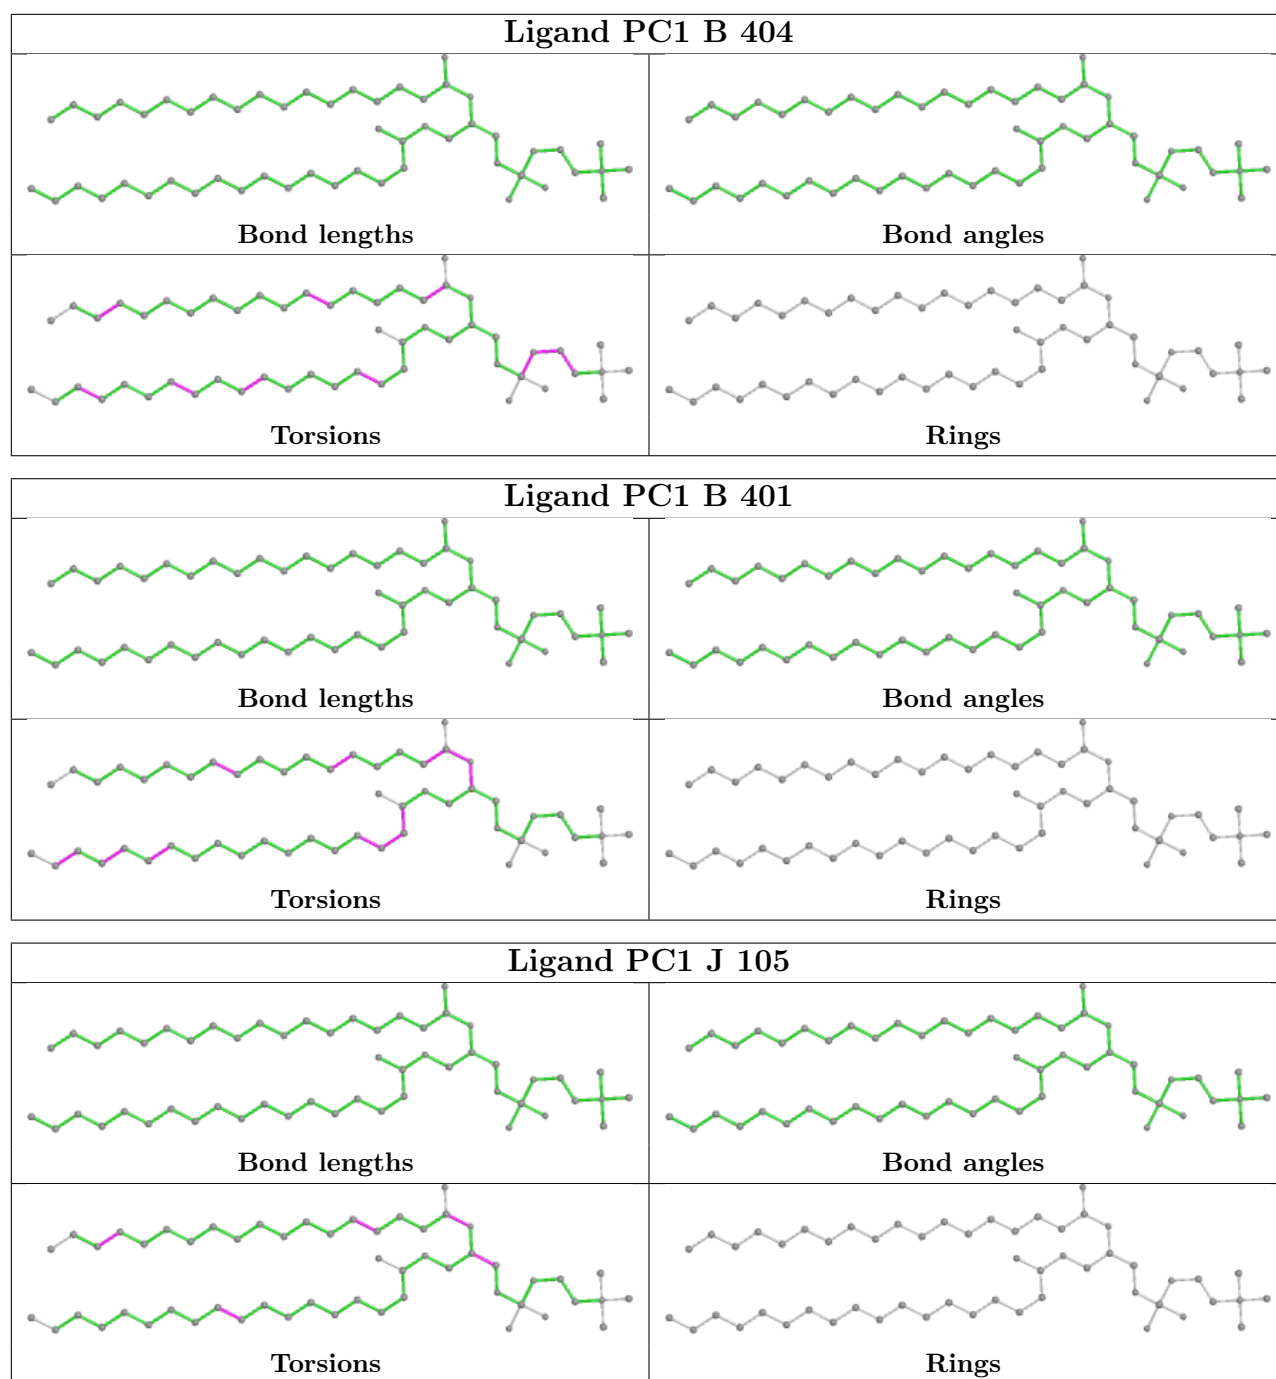 Ligand PC1 B 404
Bond lengths
Bond angles
Torsions
Rings
Ligand PC1 B 401
Bond lengths
Bond angles
Torsions
Rings
Ligand PC1 J 105
Bond lengths
Bond angles
Torsions
Rings